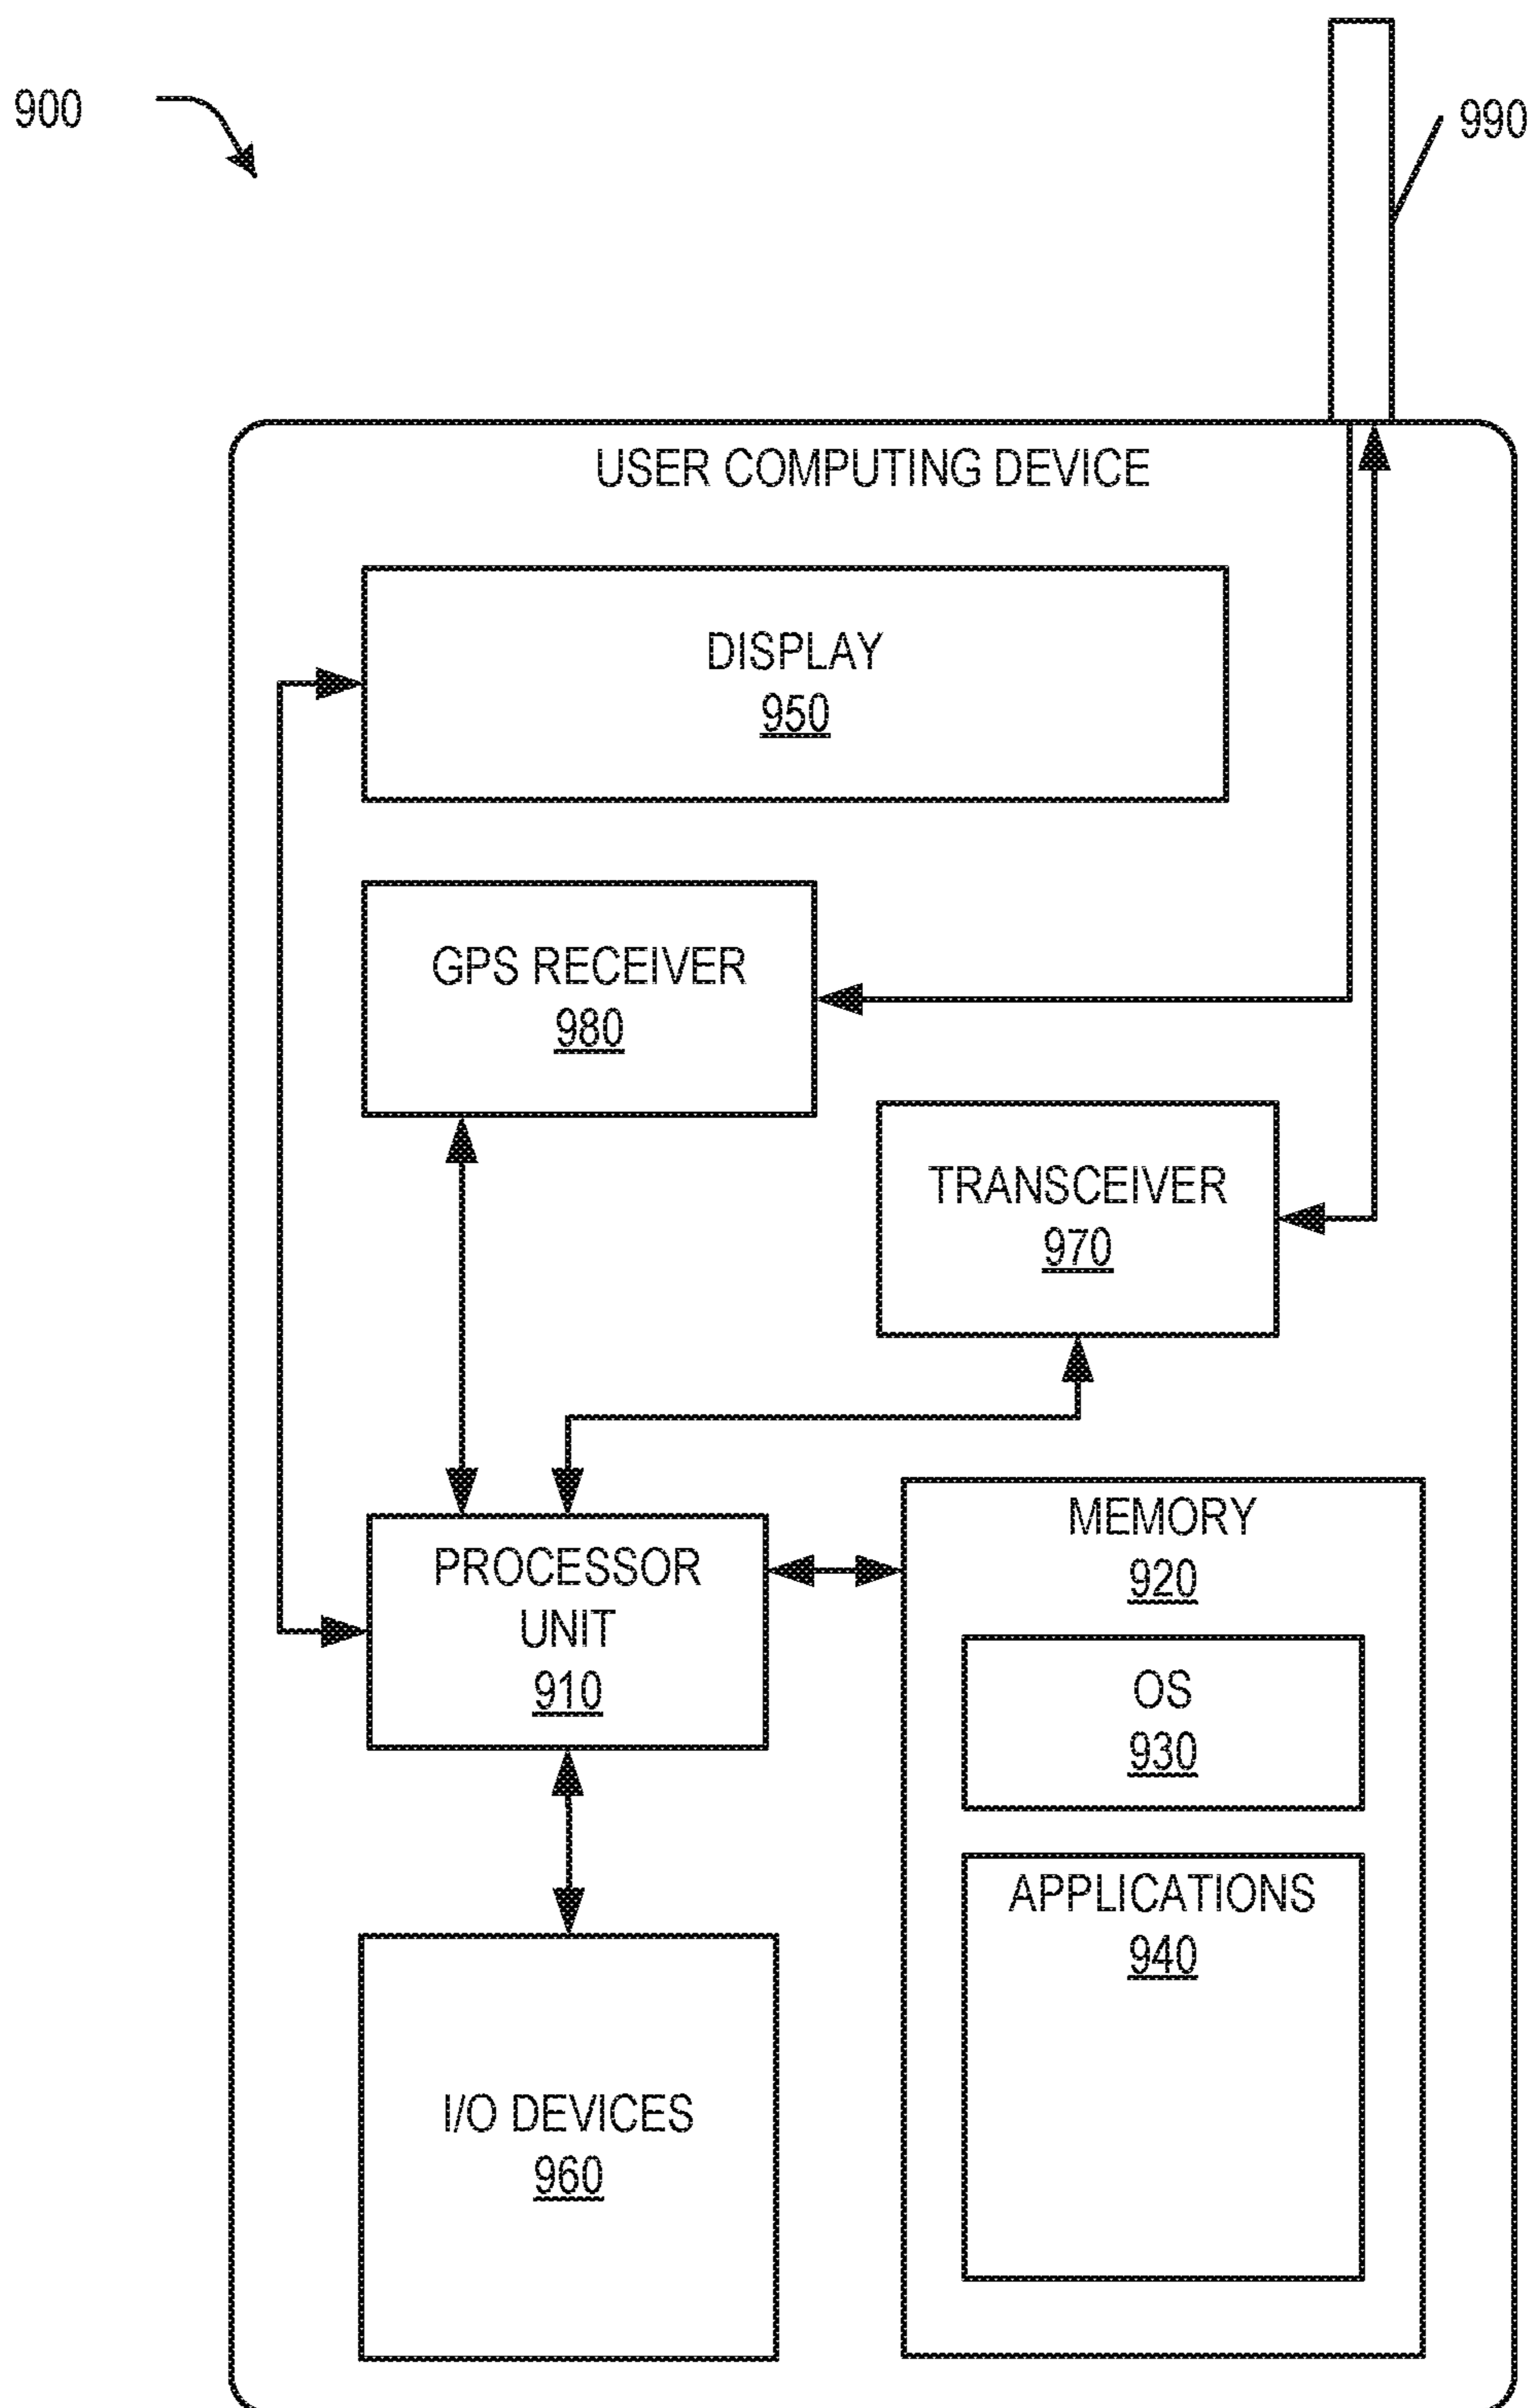 900
990
USER COMPUTING DEVICE
DISPLAY
950
GPS RECEIVER
980
TRANSCEIVER
970
PROCESSOR
UNIT
910
MEMORY
920
OS
930
APPLICATIONS
940
I/O DEVICES
960